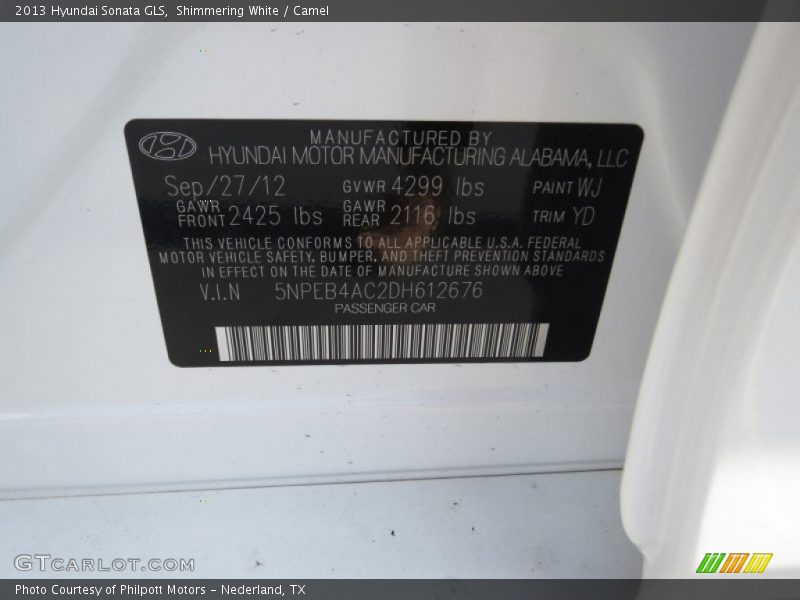 2013 Hyundai Sonata GLS, Shimmering White / Camel
MANUFACTURED BY
HYUNDAI MOTOR MANUFACTURING ALABAMA, LLC
Sep/27/12 GVWR 4299 lbs PAINT WJ
GAWR FRONT 2425 lbs GAWR REAR 2116 lbs TRIM YD
THIS VEHICLE CONFORMS TO ALL APPLICABLE U.S.A. FEDERAL
MOTOR VEHICLE SAFETY, BUMPER, AND THEFT PREVENTION STANDARDS
IN EFFECT ON THE DATE OF MANUFACTURE SHOWN ABOVE
V.I.N 5NPEB4AC2DH612676
PASSENGER CAR
GTCARLOT.COM
Photo Courtesy of Philpott Motors - Nederland, TX